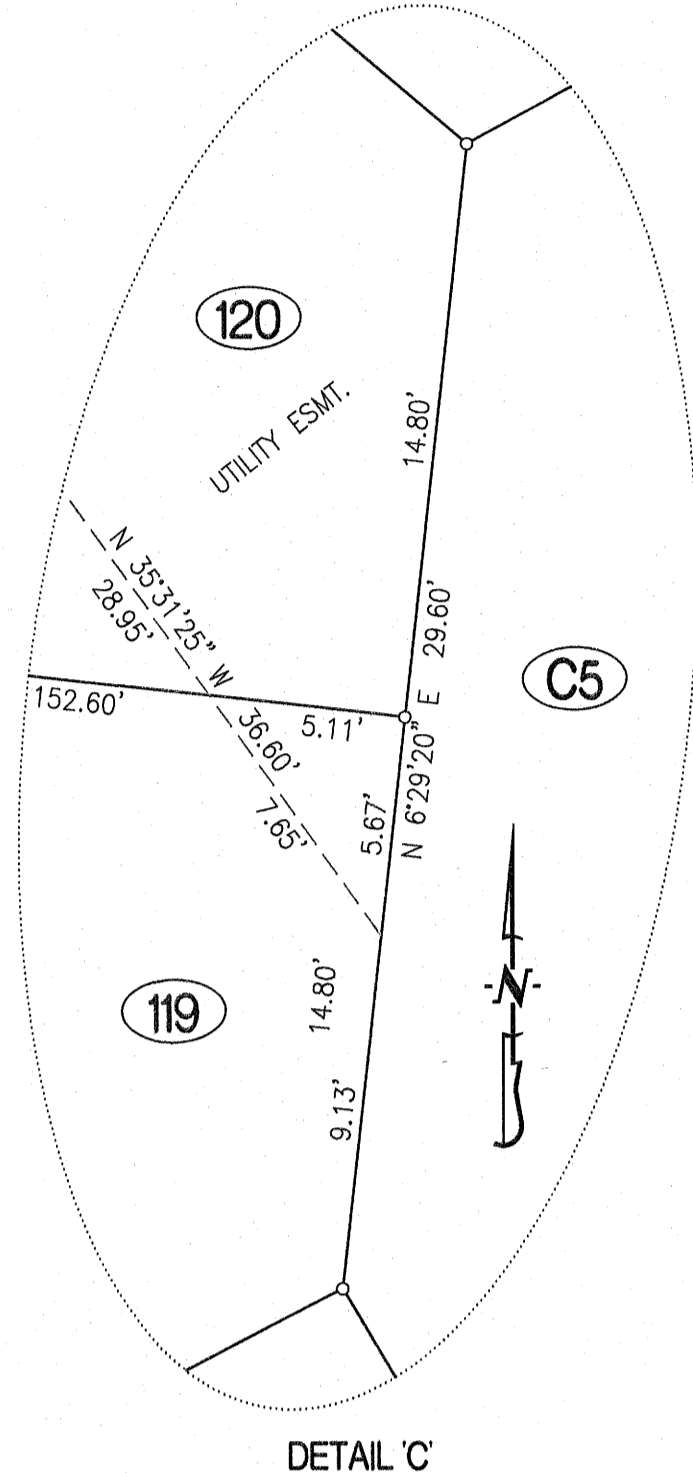 120
UTILITY ESMT.
14.80'
N 35°31'25" W 36.60'
28.95'
N 6°29'20" E 29.60'
C5
152.60'
5.11'
7.65'
5.67'
N
119
14.80'
9.13'
DETAIL 'C'